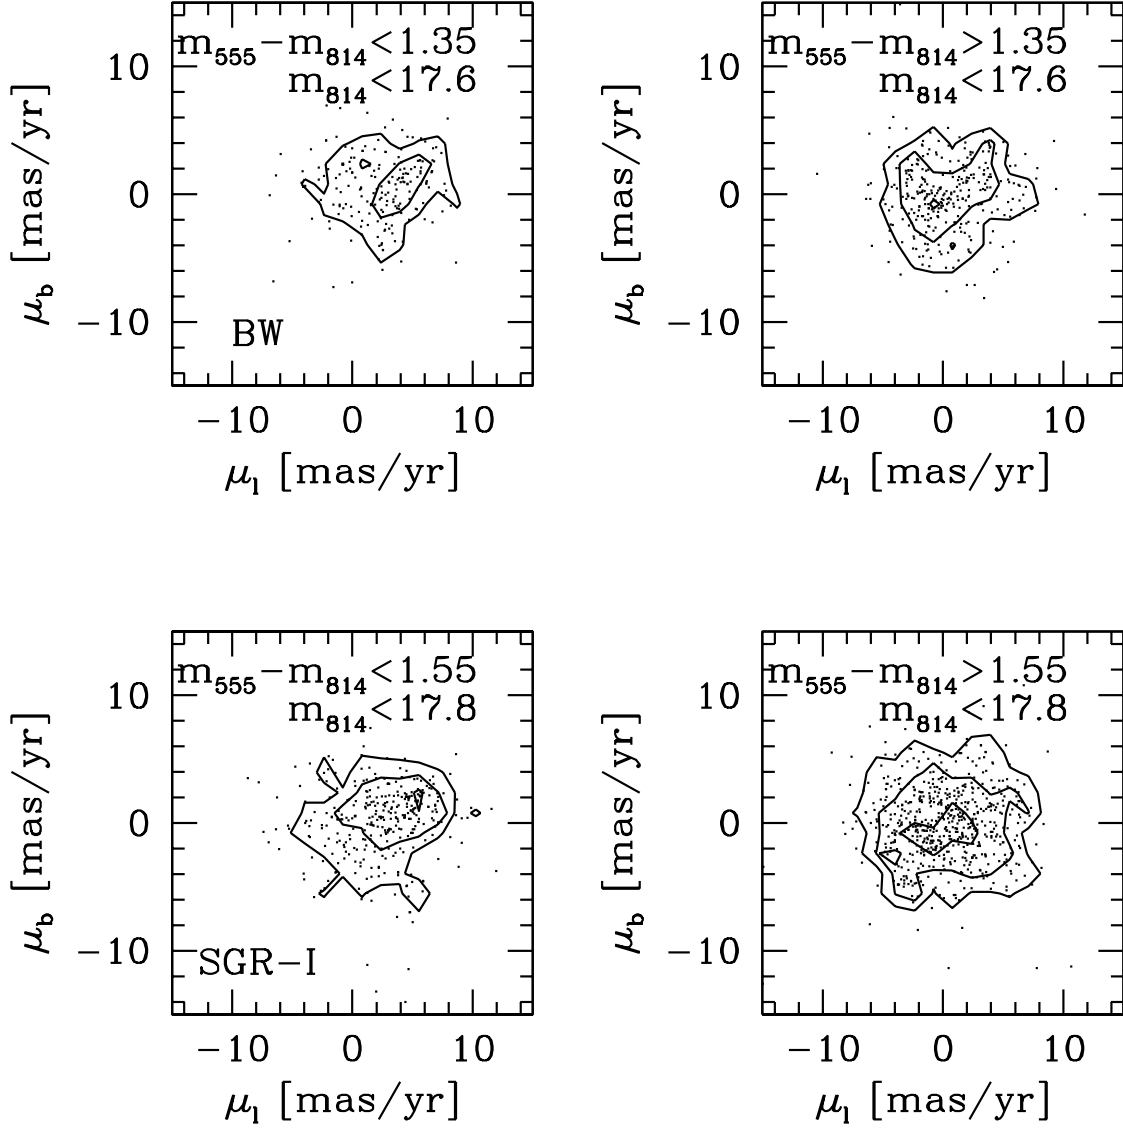 m555−m814<1.35
m814<17.6
μb [mas/yr]
10
0
−10
BW
−10 0 10
μl [mas/yr]
m555−m814>1.35
m814<17.6
μb [mas/yr]
10
0
−10
−10 0 10
μl [mas/yr]
m555−m814<1.55
m814<17.8
μb [mas/yr]
10
0
−10
SGR−I
−10 0 10
μl [mas/yr]
m555−m814>1.55
m814<17.8
μb [mas/yr]
10
0
−10
−10 0 10
μl [mas/yr]